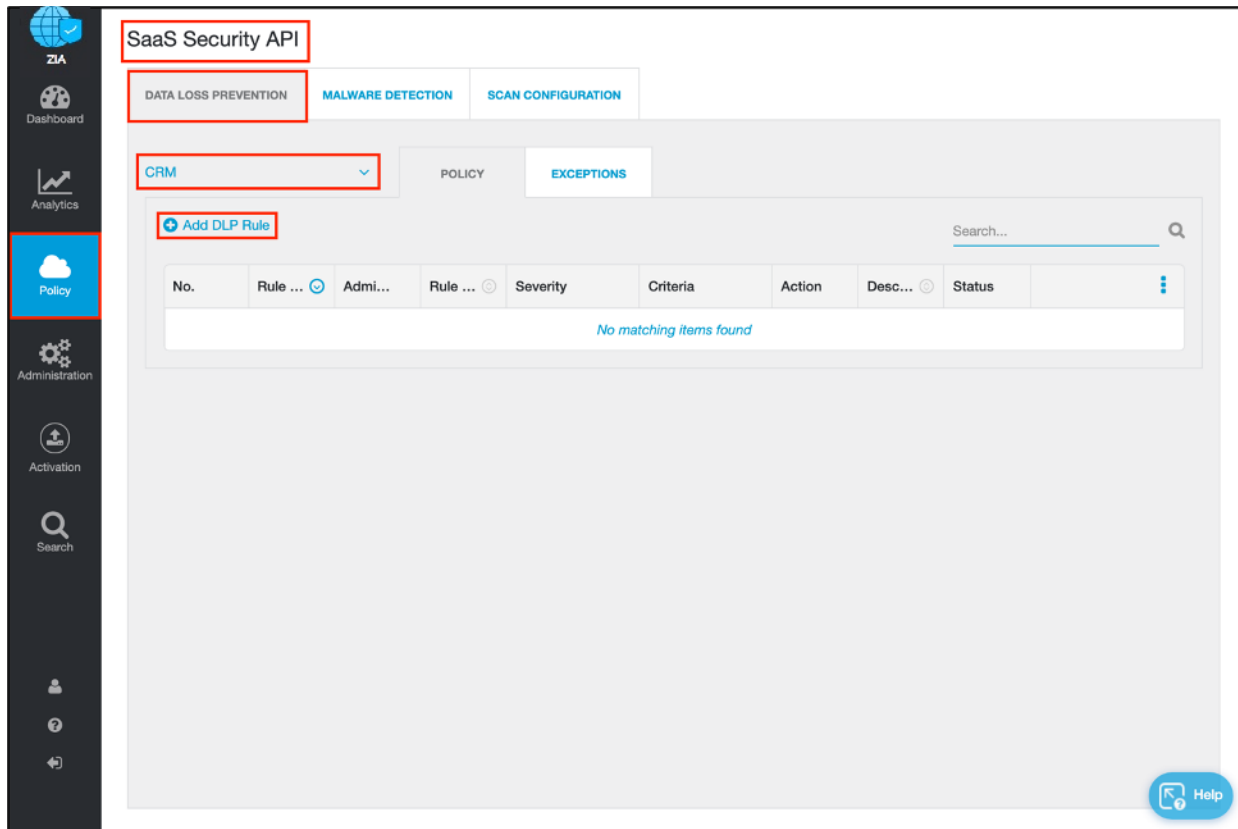 ZIA
Dashboard
Analytics
Policy
Administration
Activation
Search
SaaS Security API
DATA LOSS PREVENTION MALWARE DETECTION SCAN CONFIGURATION
CRM POLICY EXCEPTIONS
Add DLP Rule Search...
No. Rule ... Admi... Rule ... Severity Criteria Action Desc... Status
No matching items found
Help